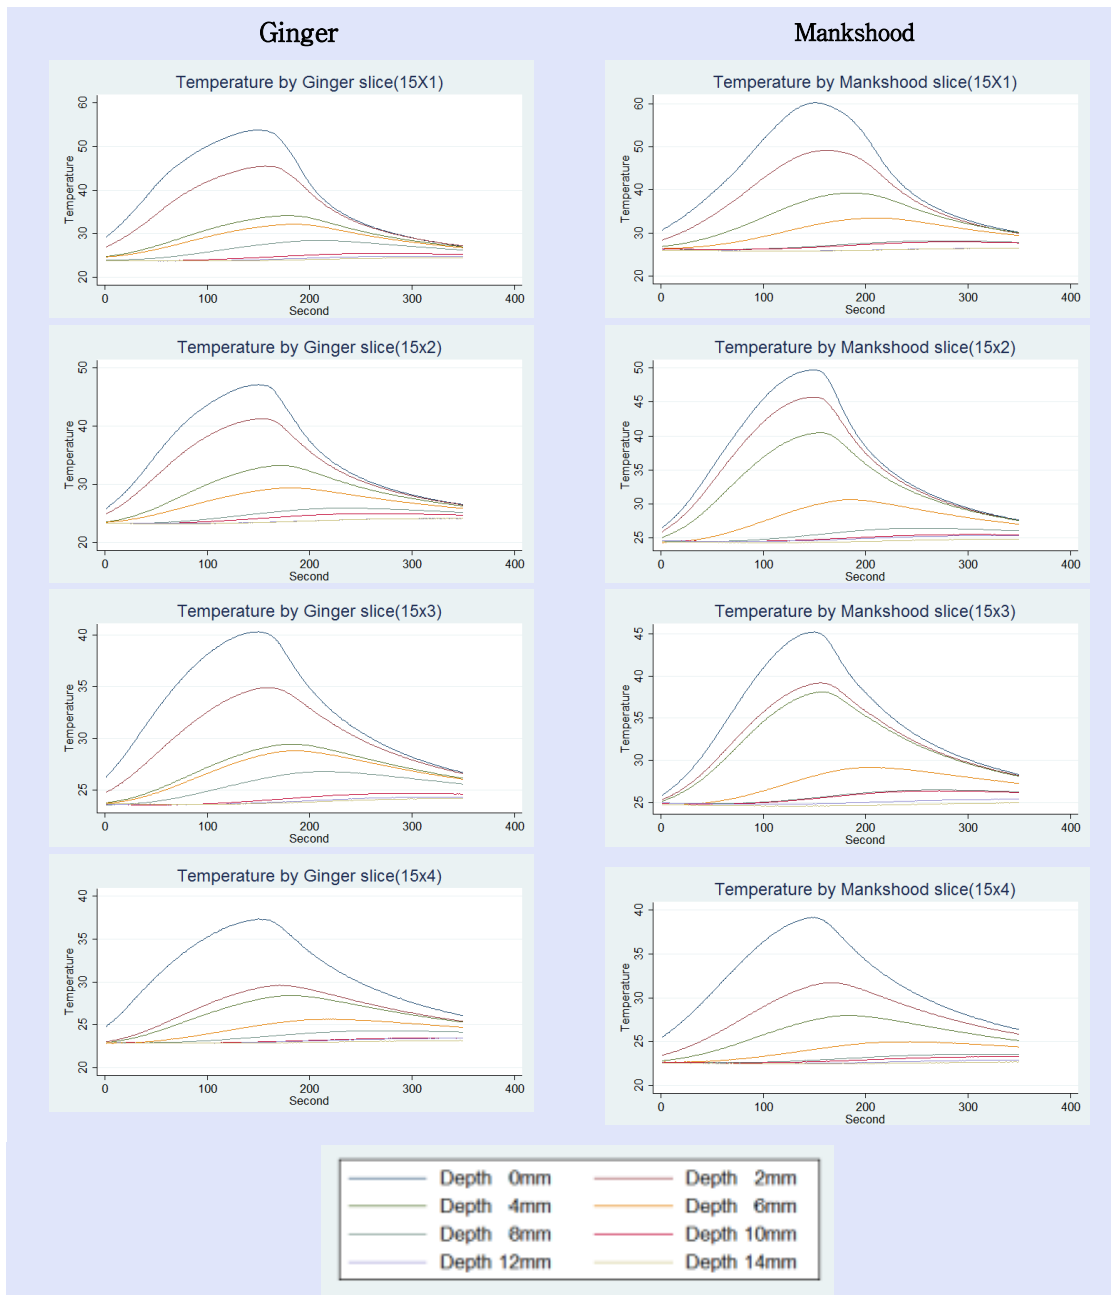 Ginger
Mankshood
Temperature by Ginger slice(15X1)
Temperature
60
50
40
30
20
0 100 200 300 400
Second
Temperature by Mankshood slice(15X1)
Temperature
60
50
40
30
20
0 100 200 300 400
Second
Temperature by Ginger slice(15x2)
Temperature
50
40
30
20
0 100 200 300 400
Second
Temperature by Mankshood slice(15x2)
Temperature
50
45
40
35
30
25
0 100 200 300 400
Second
Temperature by Ginger slice(15x3)
Temperature
40
35
30
25
0 100 200 300 400
Second
Temperature by Mankshood slice(15x3)
Temperature
45
40
35
30
25
0 100 200 300 400
Second
Temperature by Ginger slice(15x4)
Temperature
40
35
30
25
20
0 100 200 300 400
Second
Temperature by Mankshood slice(15x4)
Temperature
40
35
30
25
20
0 100 200 300 400
Second
Depth 0mm Depth 2mm
Depth 4mm Depth 6mm
Depth 8mm Depth 10mm
Depth 12mm Depth 14mm